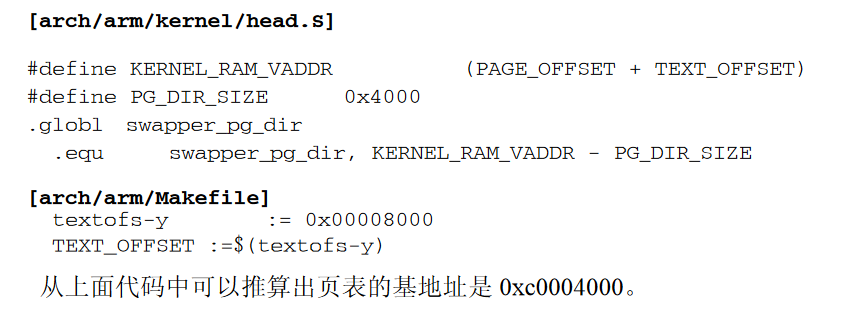 [arch/arm/kernel/head.S]
#define KERNEL_RAM_VADDR (PAGE_OFFSET + TEXT_OFFSET)
#define PG_DIR_SIZE 0x4000
.globl swapper_pg_dir
.equ swapper_pg_dir, KERNEL_RAM_VADDR - PG_DIR_SIZE
[arch/arm/Makefile]
textofs-y := 0x00008000
TEXT_OFFSET :=$(textofs-y)
从上面代码中可以推算出页表的基地址是 0xc0004000。